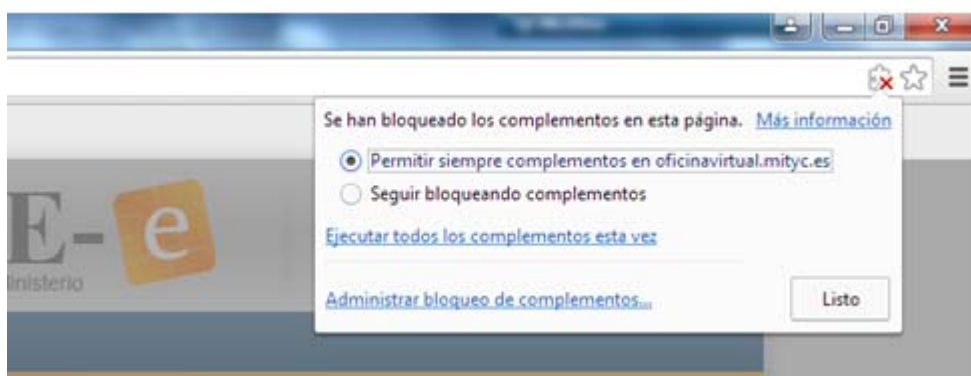 Se han bloqueado los complementos en esta página. Más información
Permitir siempre complementos en oficinavirtual.mityc.es
Seguir bloqueando complementos
Ejecutar todos los complementos esta vez
E-e
inisterio
Administrar bloqueo de complementos...
Listo